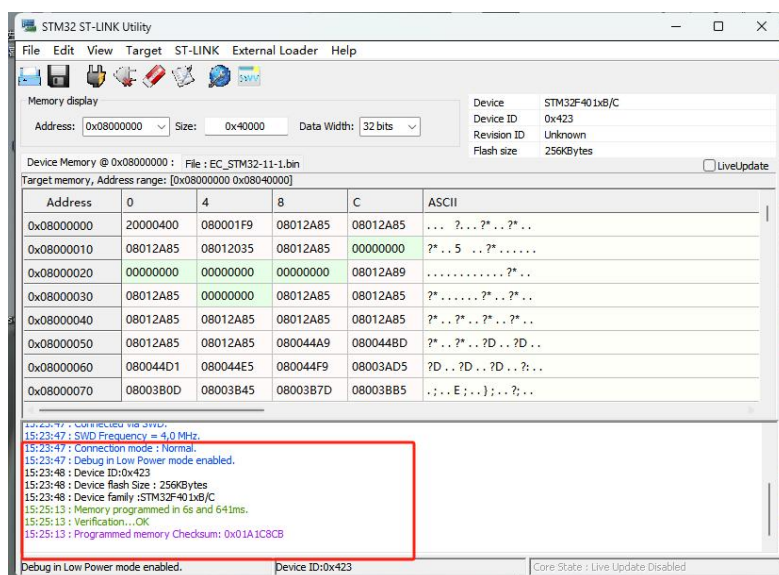 STM32 ST-LINK Utility
File Edit View Target ST-LINK External Loader Help
Memory display
Address: 0x08000000 Size: 0x40000 Data Width: 32 bits
Device STM32F401xB/C
Device ID 0x423
Revision ID Unknown
Flash size 256KBytes
LiveUpdate
Device Memory @ 0x08000000 : File : EC_STM32-11-1.bin
Target memory, Address range: [0x08000000 0x08040000]
Address 0 4 8 C ASCII
0x08000000 20000400 080001F9 08012A85 08012A85 ... ?...?*..?*..
0x08000010 08012A85 08012035 08012A85 00000000 ?*..5 ..?*......
0x08000020 00000000 00000000 00000000 08012A89 ............?*..
0x08000030 08012A85 00000000 08012A85 08012A85 ?*......?*..?*..
0x08000040 08012A85 08012A85 08012A85 08012A85 ?*..?*..?*..?*..
0x08000050 08012A85 08012A85 080044A9 080044BD ?*..?*..?D..?D..
0x08000060 080044D1 080044E5 080044F9 08003AD5 ?D..?D..?D..?:..
0x08000070 08003B0D 08003B45 08003B7D 08003BB5 .;..E;..};..?;..
15:23:47 : Connected via SWD.
15:23:47 : SWD Frequency = 4,0 MHz.
15:23:47 : Connection mode : Normal.
15:23:47 : Debug in Low Power mode enabled.
15:23:48 : Device ID:0x423
15:23:48 : Device flash Size : 256KBytes
15:23:48 : Device family :STM32F401xB/C
15:25:13 : Memory programmed in 6s and 641ms.
15:25:13 : Verification...OK
15:25:13 : Programmed memory Checksum: 0x01A1C8CB
Debug in Low Power mode enabled. Device ID:0x423 Core State : Live Update Disabled